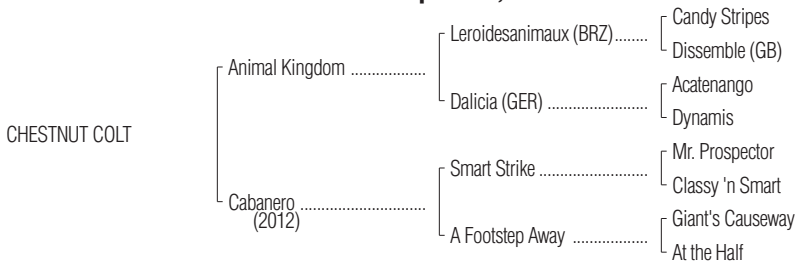 Candy Stripes
Leroidesanimaux (BRZ)........
Dissemble (GB)
Animal Kingdom ..................
Acatenango
Dalicia (GER) ......................
Dynamis
CHESTNUT COLT
Mr. Prospector
Smart Strike ........................
Classy 'n Smart
Cabanero ............................
(2012)
Giant's Causeway
A Footstep Away .................
At the Half